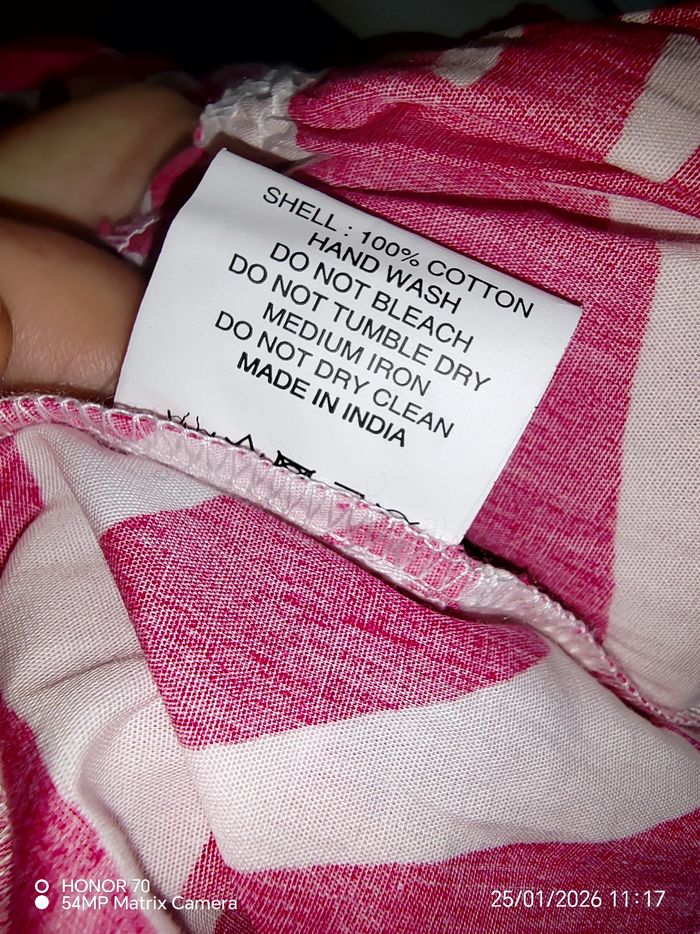 SHELL : 100% COTTON
HAND WASH
DO NOT BLEACH
DO NOT TUMBLE DRY
MEDIUM IRON
DO NOT DRY CLEAN
MADE IN INDIA
HONOR 70
54MP Matrix Camera
25/01/2026 11:17